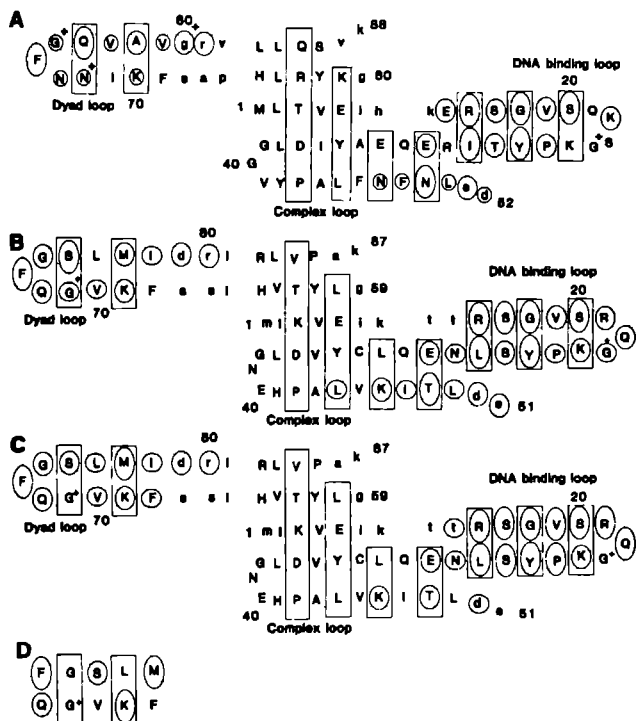 A
80
88
G+ Q V A V g r+ v L L Q S v k
F
N N+ I K F e a p H L R Y K g 60
Dyad loop 70
DNA binding loop
20
1 M L T V E i h k E R S G V S Q K
G L D I Y A E Q E R I T Y P K G+ S
40 G
V Y P A L F N F N L e d
52
Complex loop
B
80
87
G S L M I d r I R L V P a k
F
Q G+ V K F e s I H V T Y L g 59
Dyad loop 70
DNA binding loop
20
1 m I K V E i k t t R S G V S R
Q
G L D V Y C L Q E N L S Y P K G+
N
E H P A L V K I T L d e 51
40
Complex loop
C
80
87
G S L M I d r I R L V P a k
F
Q G+ V K F e s I H V T Y L g 59
Dyad loop 70
DNA binding loop
20
1 m I K V E i k t t R S G V S R
Q
G L D V Y C L Q E N L S Y P K G+
N
E H P A L V K I T L d e 51
40
Complex loop
D
F G S L M
Q G+ V K F